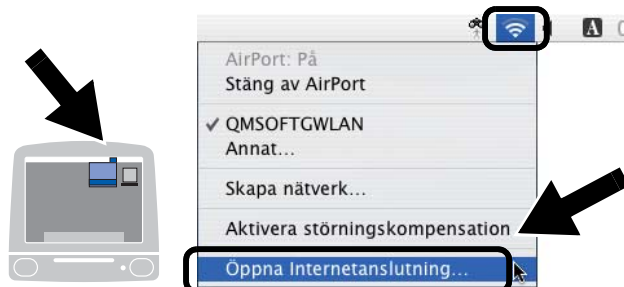 A
AirPort: På
Stäng av AirPort
✓ QMSOFTGWLAN
Annat...
Skapa nätverk...
Aktivera störningskompensation
Öppna Internetanslutning...